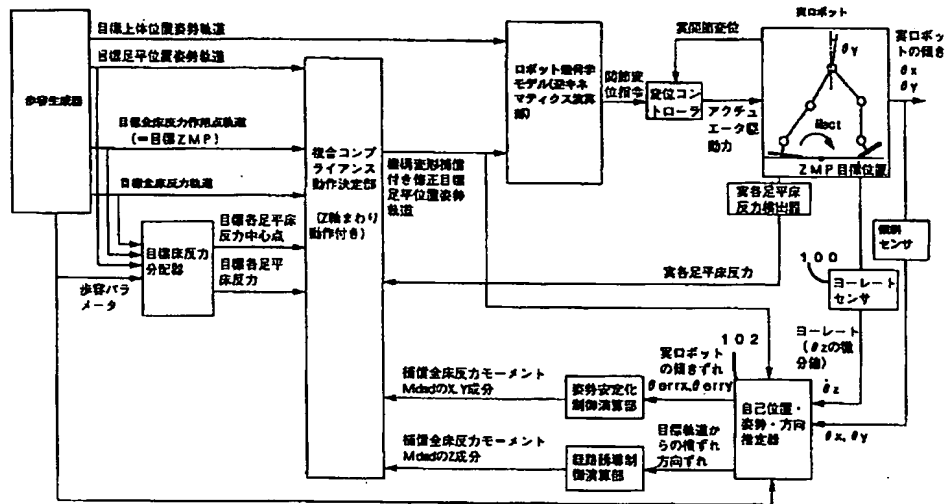 目標上体位置姿勢軌道
目標足平位置姿勢軌道
歩容生成器
目標全床反力作用点軌道
(=目標ZMP)
目標全床反力軌道
目標床反力
分配器
目標各足平床
反力中心点
目標各足平
床反力
歩容パラ
メータ
複合コンプ
ライアンス
動作決定部
(Z軸まわり
動作付き)
機構変形補償
付き修正目標
足平位置姿勢
軌道
ロボット幾何学
モデル(逆キネ
マティクス演算
部)
関節変
位指令
実関節変位
変位コン
トローラ
アクチュ
エータ駆
動力
実ロボット
θy
Mact
ZMP目標位置
実ロボッ
トの傾き
θx
θy
実各足平床
反力検出器
傾斜
センサ
100
ヨーレート
センサ
実各足平床反力
ヨーレート
(θzの微
分値)
θ̇z
θx, θy
102
実ロボット
の傾きずれ
θerrx, θerry
自己位置・
姿勢・方向
推定器
補償全床反力モーメント
MdmdのX,Y成分
姿勢安定化
制御演算部
補償全床反力モーメント
MdmdのZ成分
経路誘導制
御演算部
目標軌道か
らの横ずれ
方向ずれ